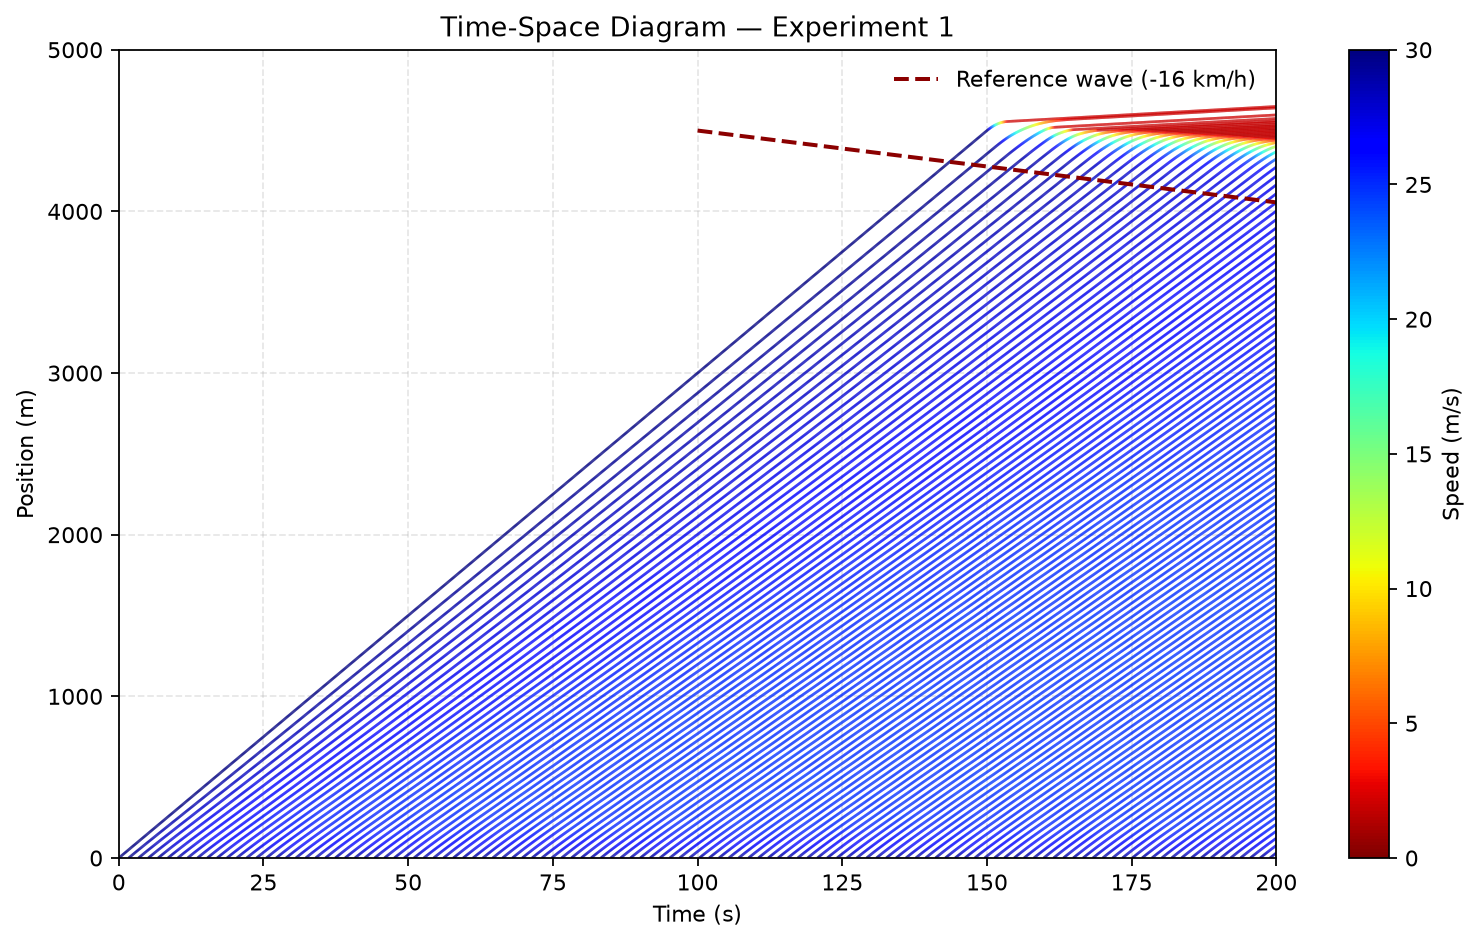 Time-Space Diagram — Experiment 1
Reference wave (-16 km/h)
Position (m)
5000
4000
3000
2000
1000
0
0 25 50 75 100 125 150 175 200
Time (s)
30
25
20
15
10
5
0
Speed (m/s)